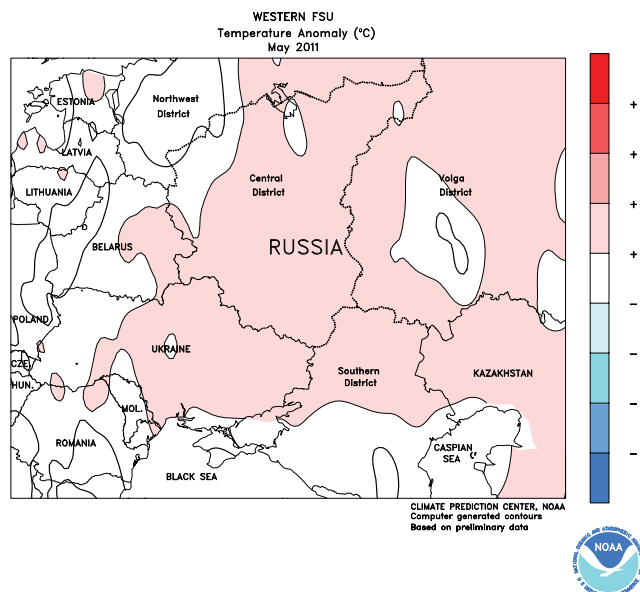 WESTERN FSU
Temperature Anomaly (°C)
May 2011
ESTONIA
Northwest
District
LATVIA
LITHUANIA
Central
District
Volga
District
BELARUS
RUSSIA
POLAND
UKRAINE
CZE
HUN.
MOL.
Southern
District
KAZAKHSTAN
ROMANIA
BLACK SEA
CASPIAN
SEA
+
+
+
+
–
–
–
–
CLIMATE PREDICTION CENTER, NOAA
Computer generated contours
Based on preliminary data
NOAA